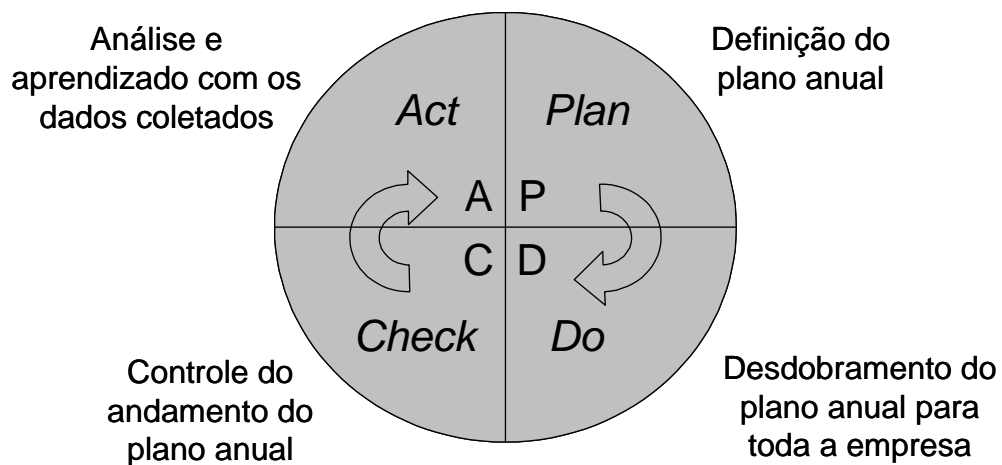 Análise e
aprendizado com os
dados coletados
Definição do
plano anual
Act
Plan
A
P
C
D
Check
Do
Controle do
andamento do
plano anual
Desdobramento do
plano anual para
toda a empresa